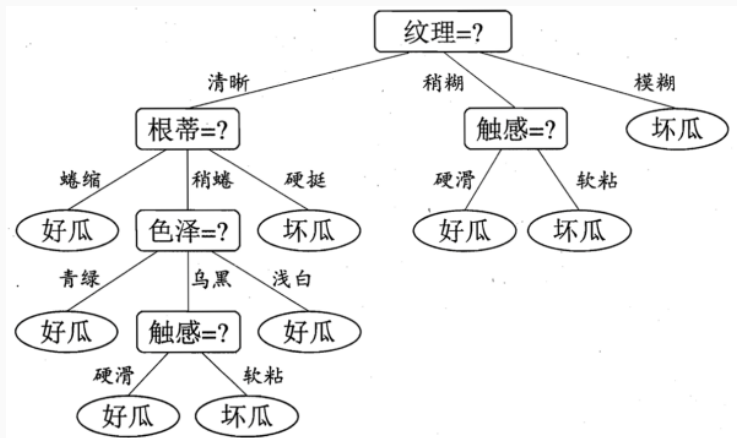 纹理=?
清晰 稍糊 模糊
根蒂=? 触感=? 坏瓜
蜷缩 稍蜷 硬挺 硬滑 软粘
好瓜 色泽=? 坏瓜 好瓜 坏瓜
青绿 乌黑 浅白
好瓜 触感=? 好瓜
硬滑 软粘
好瓜 坏瓜